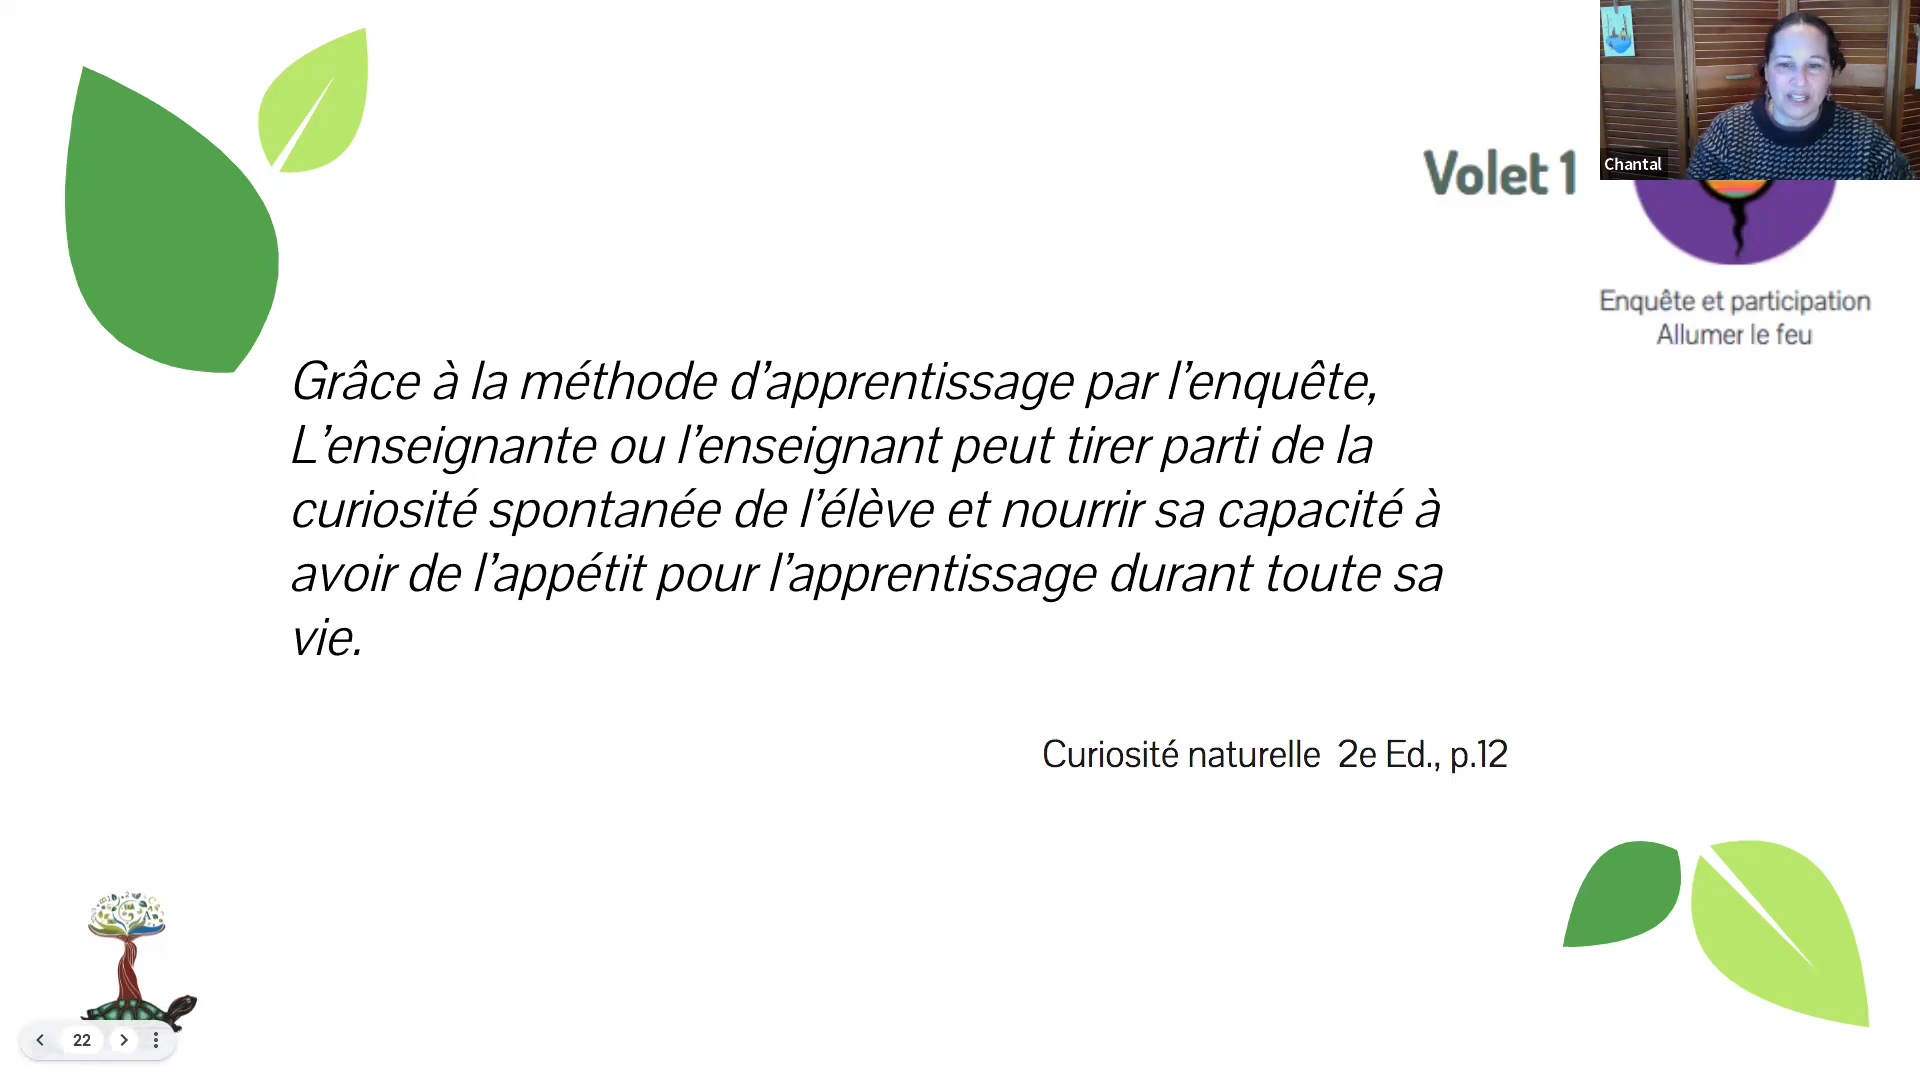 Chantal
Volet 1
Enquête et participation
Allumer le feu
Grâce à la méthode d’apprentissage par l’enquête,
L’enseignante ou l’enseignant peut tirer parti de la
curiosité spontanée de l’élève et nourrir sa capacité à
avoir de l’appétit pour l’apprentissage durant toute sa
vie.
Curiosité naturelle 2e Ed., p.12
22